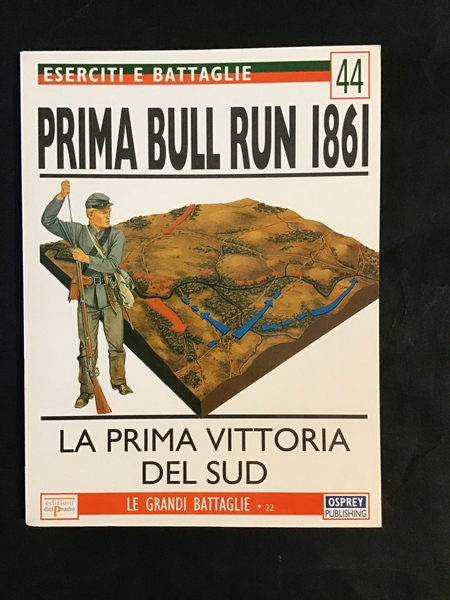 ESERCITI E BATTAGLIE
44
PRIMA BULL RUN 1861
LA PRIMA VITTORIA
DEL SUD
edizioni
del Prado
LE GRANDI BATTAGLIE • 22
OSPREY
PUBLISHING